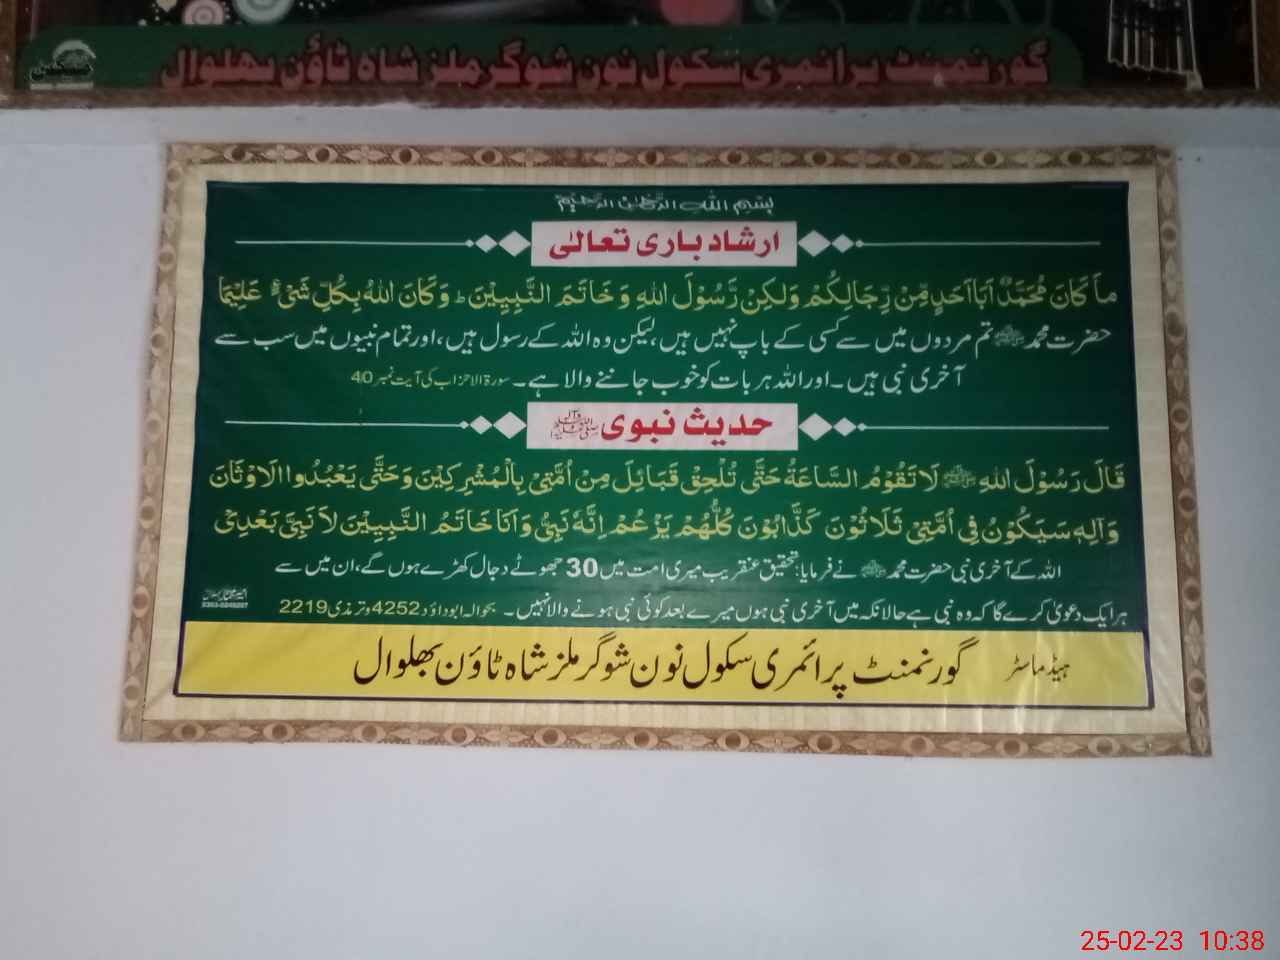 گورنمنٹ پرائمری سکول نون شوگر ملز شاہ ٹاؤن بھلوال
بِسْمِ اللہِ الرَّحْمٰنِ الرَّحِیْمِ
ارشاد باری تعالیٰ
مَا کَانَ مُحَمَّدٌ اَبَا اَحَدٍ مِّنْ رِّجَالِکُمْ وَلٰکِنْ رَّسُوْلَ اللہِ وَخَاتَمَ النَّبِیِّیْنَ ط وَکَانَ اللہُ بِکُلِّ شَیْءٍ عَلِیْمًا
حضرت محمد ﷺ تم مردوں میں سے کسی کے باپ نہیں ہیں، لیکن وہ اللہ کے رسول ہیں، اور تمام نبیوں میں سب سے
آخری نبی ہیں۔ اور اللہ ہر بات کو خوب جاننے والا ہے۔ سورۃ الاحزاب کی آیت نمبر 40
حدیث نبوی ﷺ
قَالَ رَسُوْلَ اللہِ ﷺ لَا تَقُوْمُ السَّاعَۃُ حَتَّی تُلْحِقَ قَبَائِلَ مِنْ اُمَّتِیْ بِالْمُشْرِکِیْنَ وَحَتَّی یَعْبُدُوا الَاوْثَانَ
وَآلِہٖ سَیَکُوْنُ فِی اُمَّتِیْ ثَلَاثُوْنَ کَذَّابُوْنَ کُلُّھُمْ یَزْعُمْ اِنَّہٗ نَبِیٌّ وَاَنَا خَاتَمُ النَّبِیِیْنَ لَا نَبِیَّ بَعْدِیْ
اللہ کے آخری نبی حضرت محمد ﷺ نے فرمایا: تحقیق عنقریب میری امت میں 30 جھوٹے دجال کھڑے ہوں گے، ان میں سے
ہر ایک دعویٰ کرے گا کہ وہ نبی ہے حالانکہ میں آخری نبی ہوں میرے بعد کوئی نبی ہونے والا نہیں۔ بحوالہ ابوداؤد 4252 و ترمذی 2219
ہیڈ ماسٹر گورنمنٹ پرائمری سکول نون شوگر ملز شاہ ٹاؤن بھلوال
25-02-23 10:38